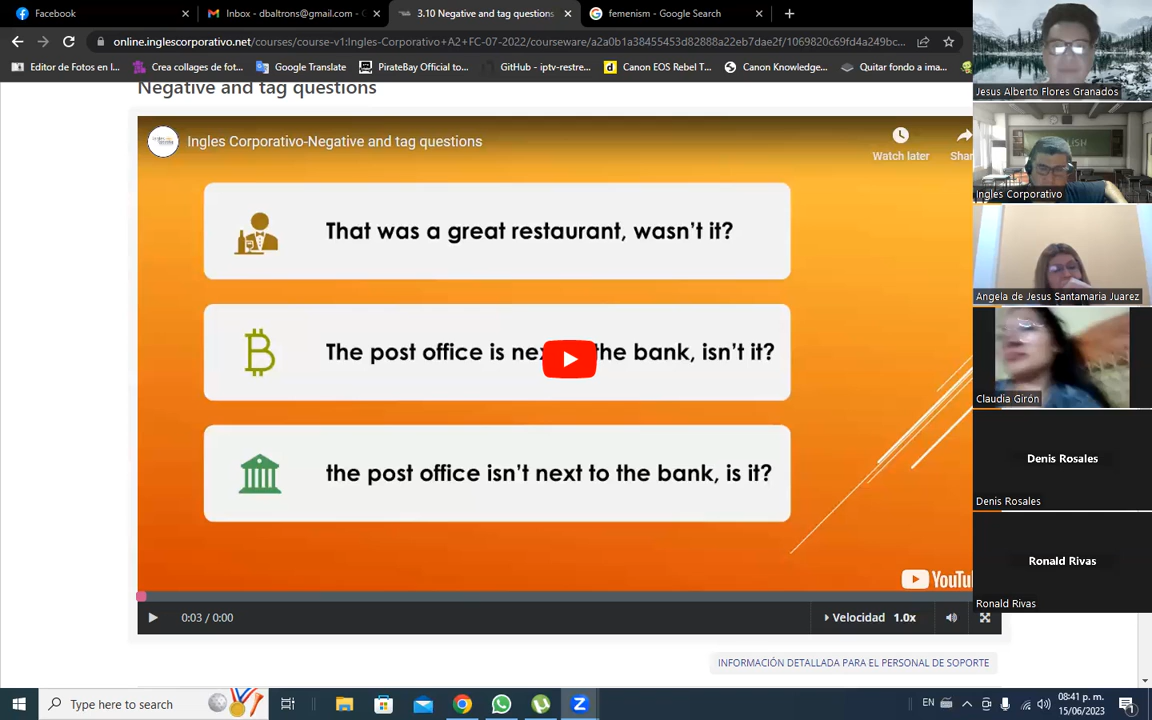 Facebook
Inbox - dbaltrons@gmail.com -
3.10 Negative and tag questions
femenism - Google Search
online.inglescorporativo.net/courses/course-v1:Ingles-Corporativo+A2+FC-07-2022/courseware/a2a0b1a38455453d82888a22eb7dae2f/1069820c69fd4a249bc...
Editor de Fotos en l...
Crea collages de fot...
Google Translate
PirateBay Official to...
GitHub - iptv-restre...
Canon EOS Rebel T...
Canon Knowledge...
Quitar fondo a ima...
Negative and tag questions
Ingles Corporativo-Negative and tag questions
Watch later
Shar
That was a great restaurant, wasn't it?
The post office is ne the bank, isn't it?
the post office isn't next to the bank, is it?
YouTu
0:03 / 0:00
Velocidad 1.0x
INFORMACIÓN DETALLADA PARA EL PERSONAL DE SOPORTE
Jesus Alberto Flores Granados
Ingles Corporativo
Angela de Jesus Santamaria Juarez
Claudia Girón
Denis Rosales
Denis Rosales
Ronald Rivas
Ronald Rivas
Type here to search
EN
08:41 p. m.
15/06/2023
1